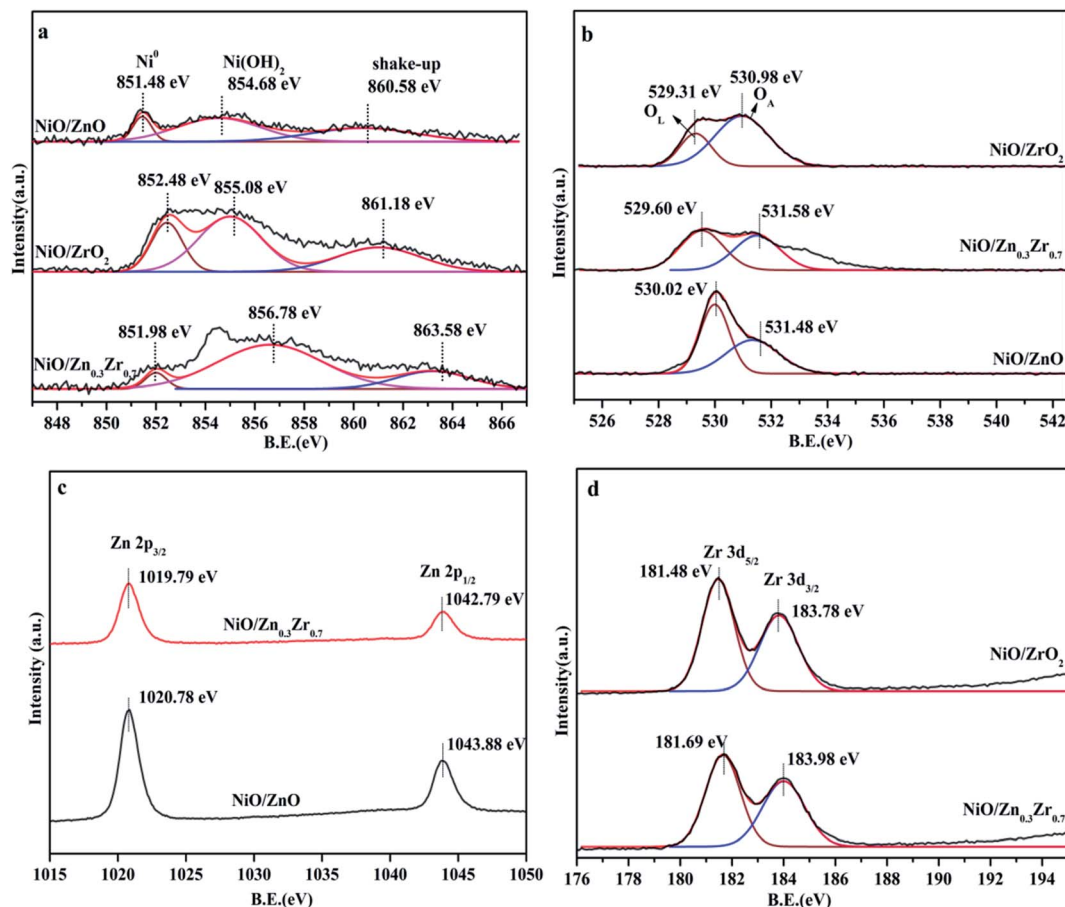 a
Ni⁰
851.48 eV
Ni(OH)₂
854.68 eV
shake-up
860.58 eV
NiO/ZnO
852.48 eV
855.08 eV
861.18 eV
NiO/ZrO₂
851.98 eV
856.78 eV
863.58 eV
NiO/Zn₀.₃Zr₀.₇
Intensity(a.u.)
848 850 852 854 856 858 860 862 864 866
B.E.(eV)
b
529.31 eV
530.98 eV
O_L
O_A
NiO/ZrO₂
529.60 eV
531.58 eV
NiO/Zn₀.₃Zr₀.₇
530.02 eV
531.48 eV
NiO/ZnO
Intensity(a.u.)
526 528 530 532 534 536 538 540 542
B.E.(eV)
c
Zn 2p₃/₂
1019.79 eV
Zn 2p₁/₂
1042.79 eV
NiO/Zn₀.₃Zr₀.₇
1020.78 eV
1043.88 eV
NiO/ZnO
Intensity (a.u.)
1015 1020 1025 1030 1035 1040 1045 1050
B.E.(eV)
d
Zr 3d₅/₂
181.48 eV
Zr 3d₃/₂
183.78 eV
NiO/ZrO₂
181.69 eV
183.98 eV
NiO/Zn₀.₃Zr₀.₇
Intensity(a.u.)
176 178 180 182 184 186 188 190 192 194
B.E.(eV)